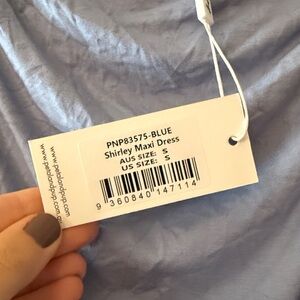 PNP83575-BLUE
Shirley Maxi Dress
AUS SIZE: S
US SIZE: S
9 360840 147114